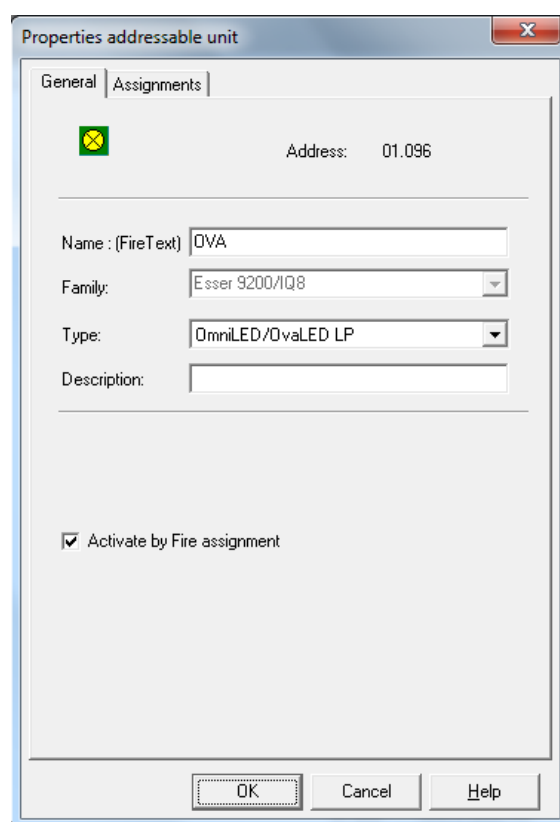 Properties addressable unit
General Assignments
Address: 01.096
Name : (FireText) OVA
Family: Esser 9200/IQ8
Type: OmniLED/OvaLED LP
Description:
Activate by Fire assignment
OK Cancel Help